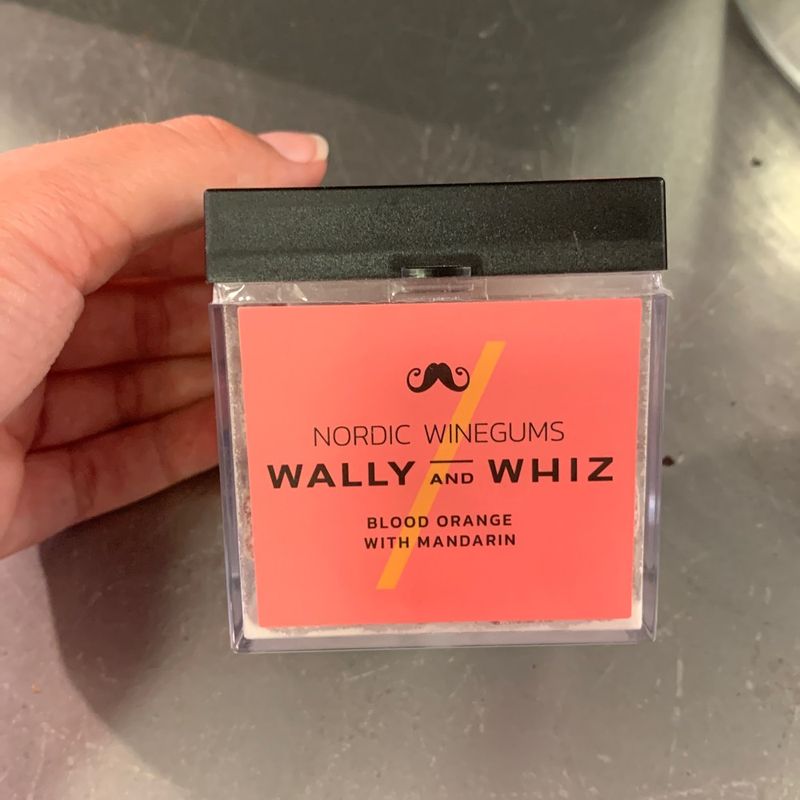 NORDIC WINEGUMS
WALLY AND WHIZ
BLOOD ORANGE
WITH MANDARIN